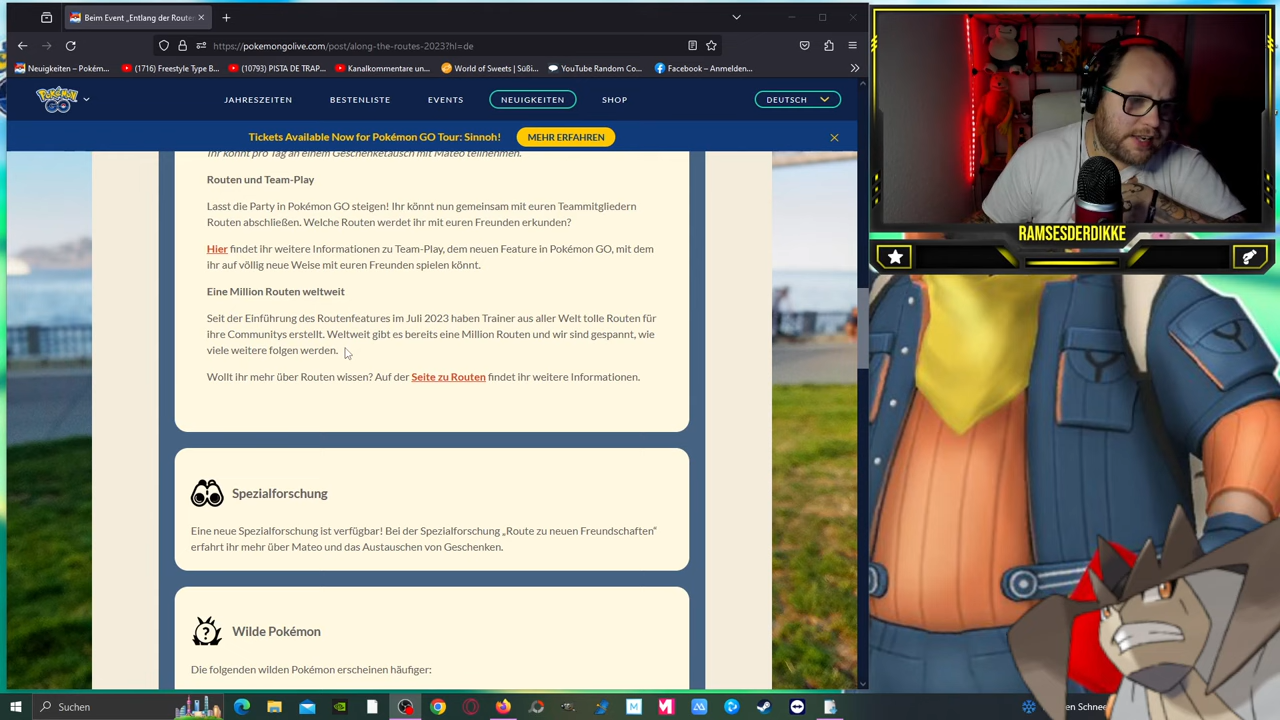 Beim Event „Entlang der Routen
https://pokemongolive.com/post/along-the-routes-2023?hl=de
Neuigkeiten – Pokém...
(1716) Freestyle Type B...
(10793) PISTA DE TRAP...
Kanalkommentare un...
World of Sweets | Süßi...
YouTube Random Co...
Facebook – Anmelden...
POKÉMON GO
JAHRESZEITEN
BESTENLISTE
EVENTS
NEUIGKEITEN
SHOP
DEUTSCH
Tickets Available Now for Pokémon GO Tour: Sinnoh!
MEHR ERFAHREN
Ihr könnt pro Tag an einem Geschenketausch mit Mateo teilnehmen.
Routen und Team-Play
Lasst die Party in Pokémon GO steigen! Ihr könnt nun gemeinsam mit euren Teammitgliedern
Routen abschließen. Welche Routen werdet ihr mit euren Freunden erkunden?
Hier findet ihr weitere Informationen zu Team-Play, dem neuen Feature in Pokémon GO, mit dem
ihr auf völlig neue Weise mit euren Freunden spielen könnt.
Eine Million Routen weltweit
Seit der Einführung des Routenfeatures im Juli 2023 haben Trainer aus aller Welt tolle Routen für
ihre Communitys erstellt. Weltweit gibt es bereits eine Million Routen und wir sind gespannt, wie
viele weitere folgen werden.
Wollt ihr mehr über Routen wissen? Auf der Seite zu Routen findet ihr weitere Informationen.
Spezialforschung
Eine neue Spezialforschung ist verfügbar! Bei der Spezialforschung „Route zu neuen Freundschaften“
erfahrt ihr mehr über Mateo und das Austauschen von Geschenken.
Wilde Pokémon
Die folgenden wilden Pokémon erscheinen häufiger:
RAMSESDERDIKKE
Suchen
en Schnee